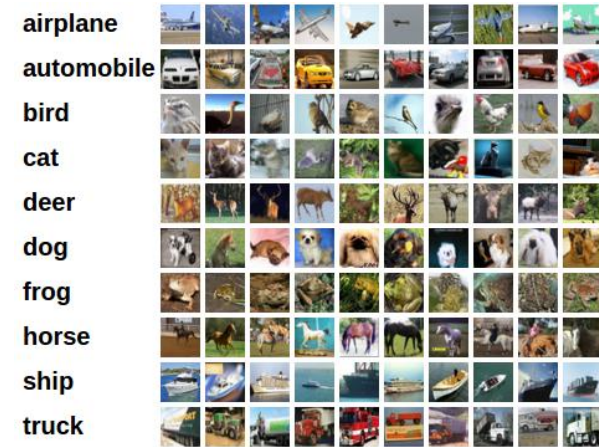 airplane
automobile
bird
cat
deer
dog
frog
horse
ship
truck